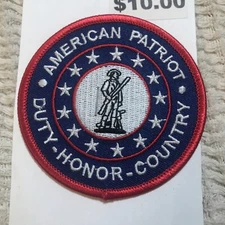 $10.00
· AMERICAN PATRIOT ·
DUTY-HONOR-COUNTRY